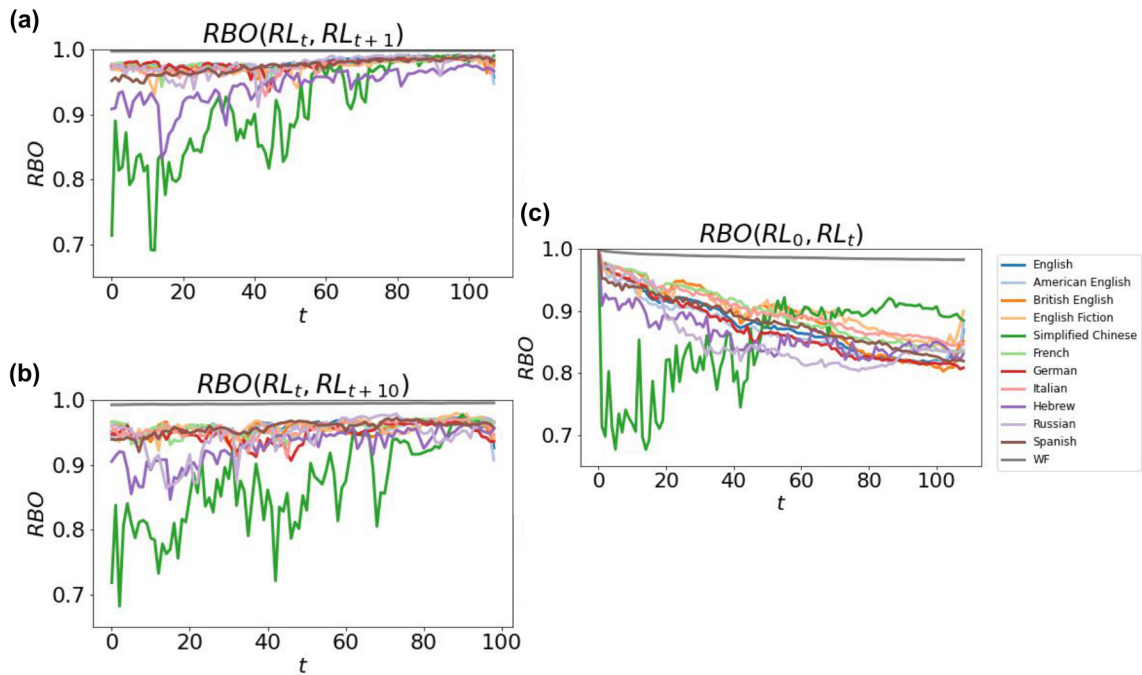 (a)
RBO(RL_t, RL_{t+1})
1.0
0.9
0.8
0.7
RBO
0 20 40 60 80 100
t
(b)
RBO(RL_t, RL_{t+10})
1.0
0.9
0.8
0.7
RBO
0 20 40 60 80 100
t
(c)
RBO(RL_0, RL_t)
1.0
0.9
0.8
0.7
RBO
0 20 40 60 80 100
t
English
American English
British English
English Fiction
Simplified Chinese
French
German
Italian
Hebrew
Russian
Spanish
WF